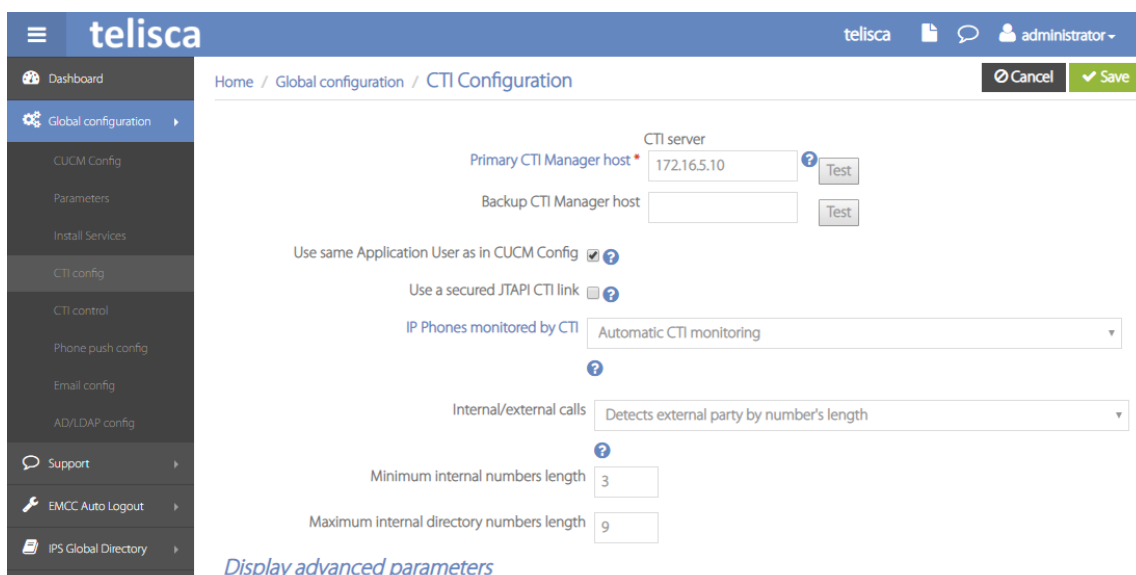 telisca
telisca
administrator
Dashboard
Global configuration
CUCM Config
Parameters
Install Services
CTI config
CTI control
Phone push config
Email config
AD/LDAP config
Support
EMCC Auto Logout
IPS Global Directory
Home / Global configuration / CTI Configuration
Cancel
Save
CTI server
Primary CTI Manager host * 172.16.5.10 ? Test
Backup CTI Manager host Test
Use same Application User as in CUCM Config ?
Use a secured JTAPI CTI link ?
IP Phones monitored by CTI Automatic CTI monitoring
?
Internal/external calls Detects external party by number's length
?
Minimum internal numbers length 3
Maximum internal directory numbers length 9
Display advanced parameters